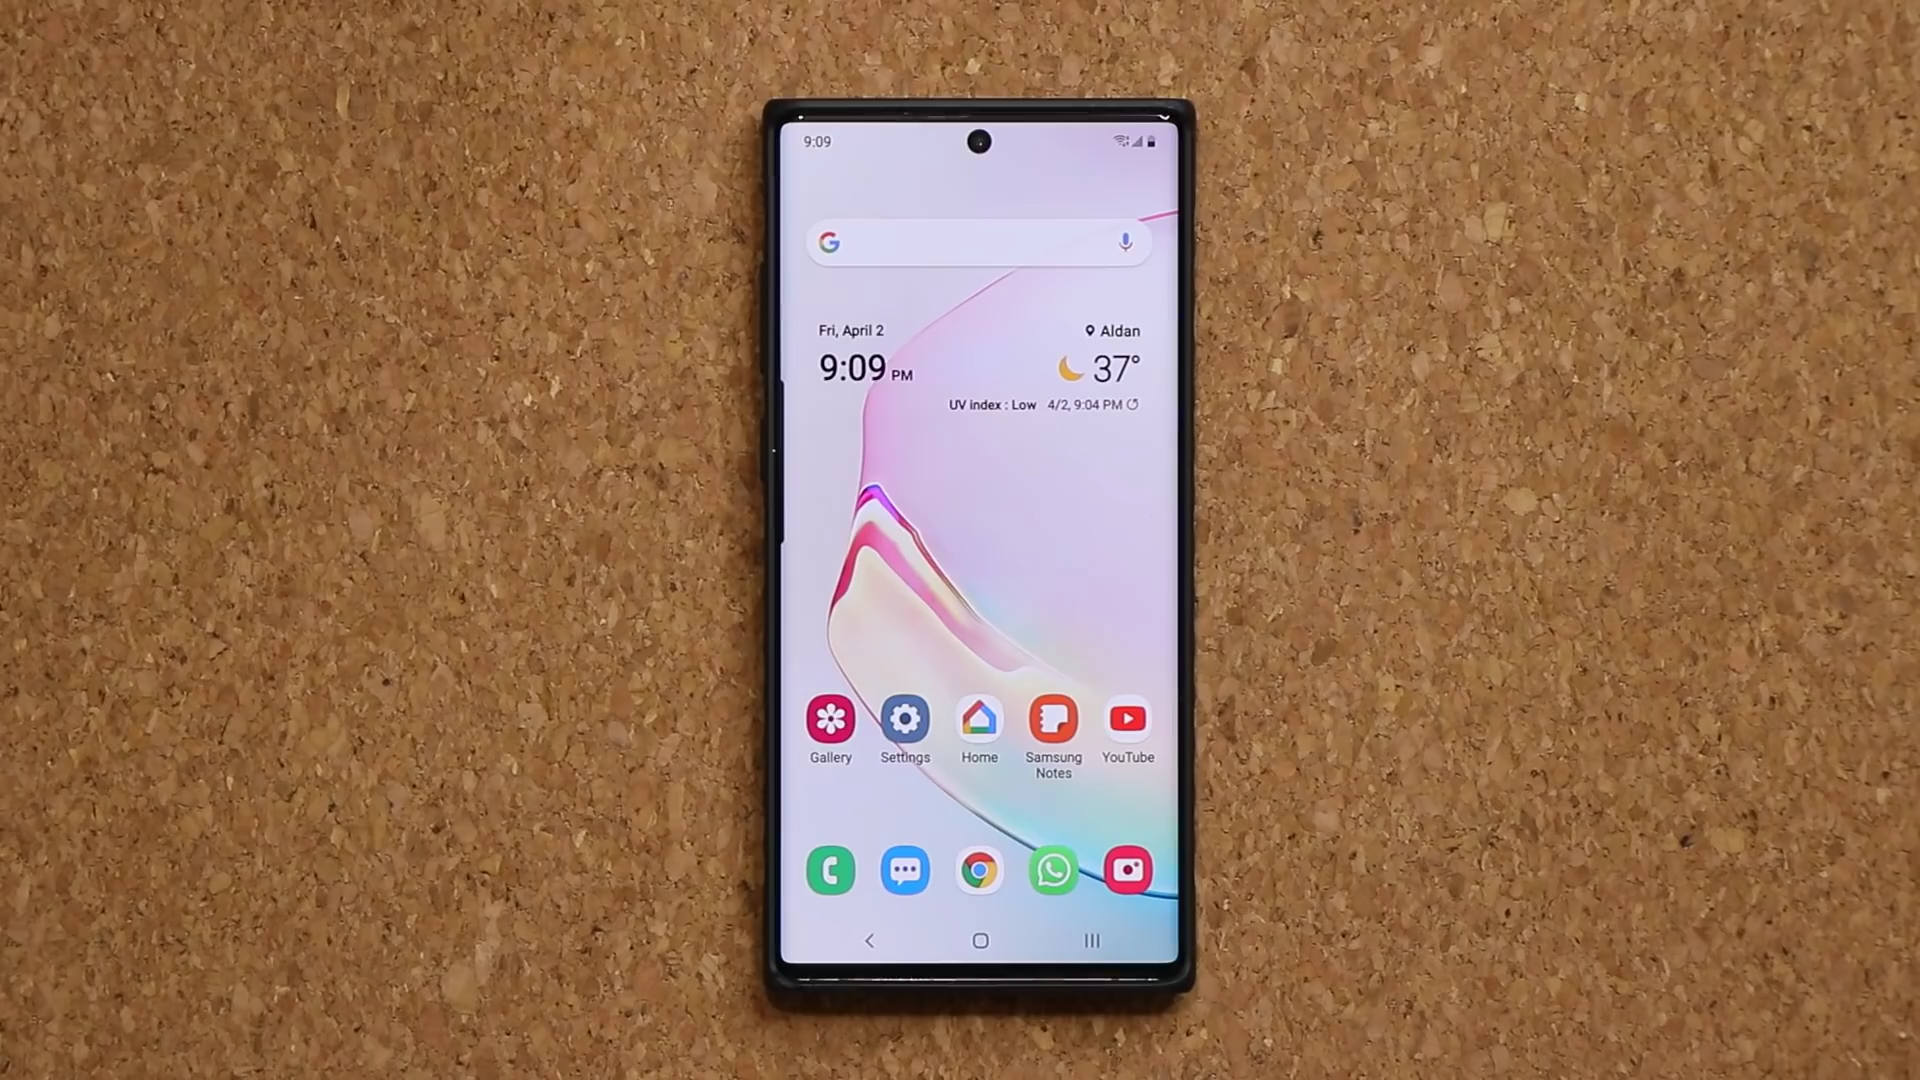 9:09
Fri, April 2
9:09 PM
Aldan
37°
UV index : Low 4/2, 9:04 PM
Gallery
Settings
Home
Samsung
Notes
YouTube